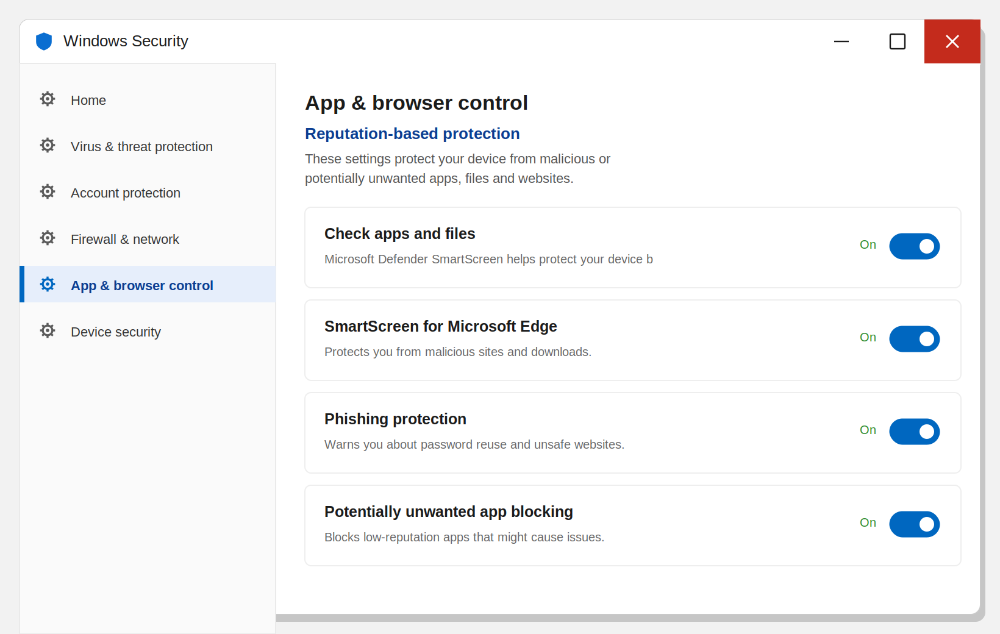 Windows Security
Home
Virus & threat protection
Account protection
Firewall & network
App & browser control
Device security
App & browser control
Reputation-based protection
These settings protect your device from malicious or
potentially unwanted apps, files and websites.
Check apps and files
Microsoft Defender SmartScreen helps protect your device b
On
SmartScreen for Microsoft Edge
Protects you from malicious sites and downloads.
On
Phishing protection
Warns you about password reuse and unsafe websites.
On
Potentially unwanted app blocking
Blocks low-reputation apps that might cause issues.
On